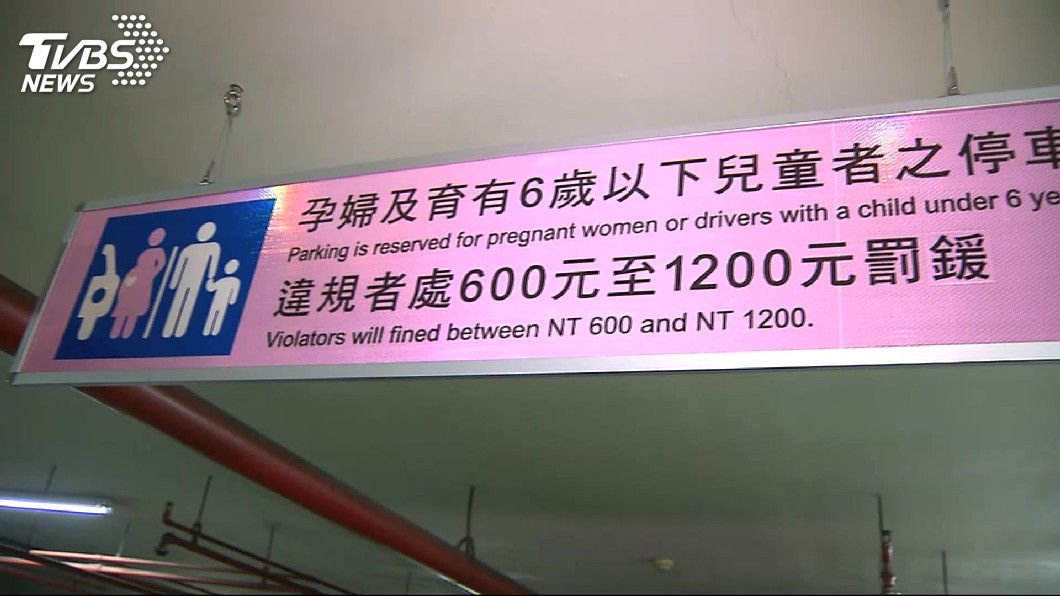 TVBS
NEWS
孕婦及育有6歲以下兒童者之停車
Parking is reserved for pregnant women or drivers with a child under 6 ye
違規者處600元至1200元罰鍰
Violators will fined between NT 600 and NT 1200.